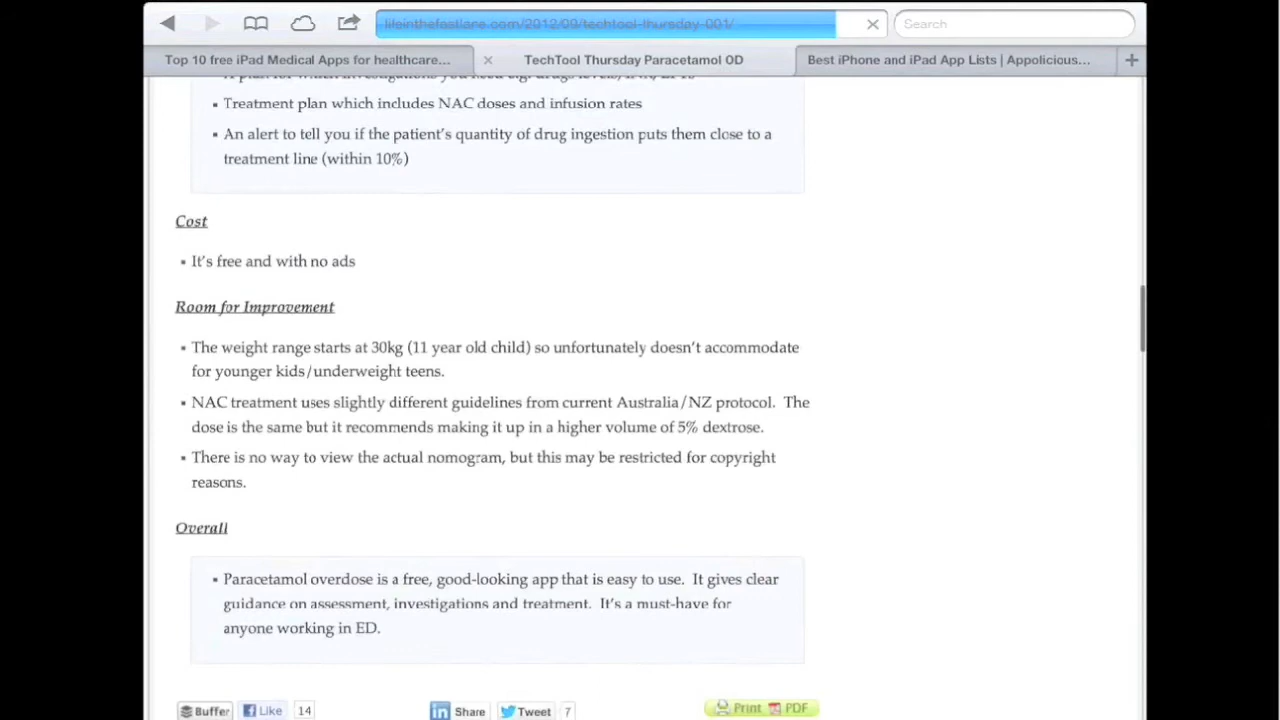 lifeinthefastlane.com/2012/09/techtool-thursday-001/
Search
Top 10 free iPad Medical Apps for healthcare...
TechTool Thursday Paracetamol OD
Best iPhone and iPad App Lists | Appolicious...
Treatment plan which includes NAC doses and infusion rates
An alert to tell you if the patient's quantity of drug ingestion puts them close to a
treatment line (within 10%)
Cost
It's free and with no ads
Room for Improvement
The weight range starts at 30kg (11 year old child) so unfortunately doesn't accommodate
for younger kids/underweight teens.
NAC treatment uses slightly different guidelines from current Australia/NZ protocol. The
dose is the same but it recommends making it up in a higher volume of 5% dextrose.
There is no way to view the actual nomogram, but this may be restricted for copyright
reasons.
Overall
Paracetamol overdose is a free, good-looking app that is easy to use. It gives clear
guidance on assessment, investigations and treatment. It's a must-have for
anyone working in ED.
Buffer Like 14 Share Tweet 7 Print PDF